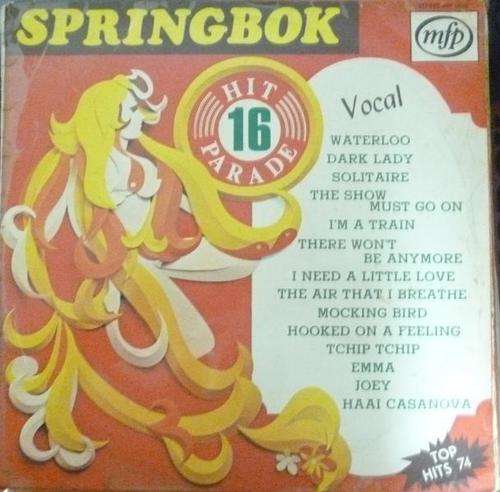 SPRINGBOK
mfp
HIT
16
PARADE
Vocal
WATERLOO
DARK LADY
SOLITAIRE
THE SHOW
MUST GO ON
I'M A TRAIN
THERE WON'T
BE ANYMORE
I NEED A LITTLE LOVE
THE AIR THAT I BREATHE
MOCKING BIRD
HOOKED ON A FEELING
TCHIP TCHIP
EMMA
JOEY
HAAI CASANOVA
TOP
HITS 74